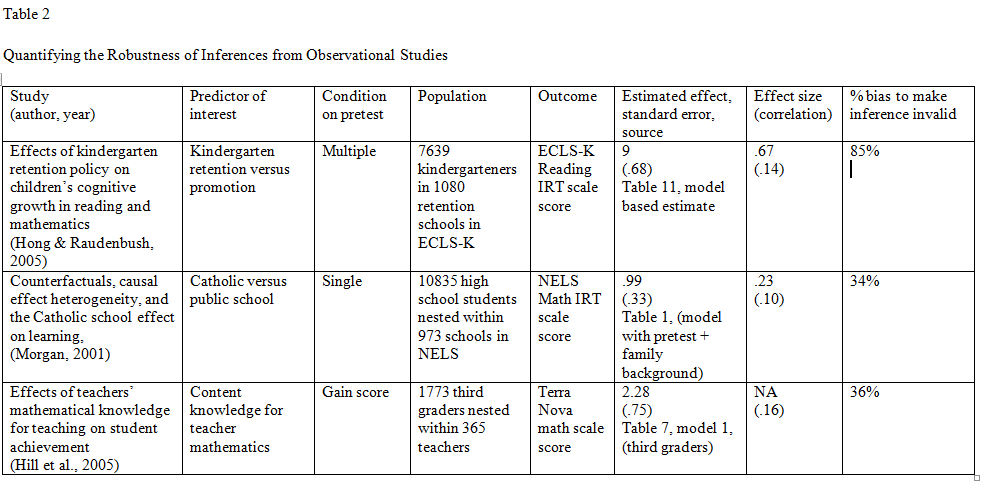 Table 2
Quantifying the Robustness of Inferences from Observational Studies
Study
(author, year)
Predictor of
interest
Condition
on pretest
Population
Outcome
Estimated effect,
standard error,
source
Effect size
(correlation)
% bias to make
inference invalid
Effects of kindergarten
retention policy on
children’s cognitive
growth in reading and
mathematics
(Hong & Raudenbush,
2005)
Kindergarten
retention versus
promotion
Multiple
7639
kindergarteners
in 1080
retention
schools in
ECLS-K
ECLS-K
Reading
IRT scale
score
9
(.68)
Table 11, model
based estimate
.67
(.14)
85%
Counterfactuals, causal
effect heterogeneity, and
the Catholic school effect
on learning,
(Morgan, 2001)
Catholic versus
public school
Single
10835 high
school students
nested within
973 schools in
NELS
NELS
Math IRT
scale
score
.99
(.33)
Table 1, (model
with pretest +
family
background)
.23
(.10)
34%
Effects of teachers’
mathematical knowledge
for teaching on student
achievement
(Hill et al., 2005)
Content
knowledge for
teacher
mathematics
Gain score
1773 third
graders nested
within 365
teachers
Terra
Nova
math scale
score
2.28
(.75)
Table 7, model 1,
(third graders)
NA
(.16)
36%